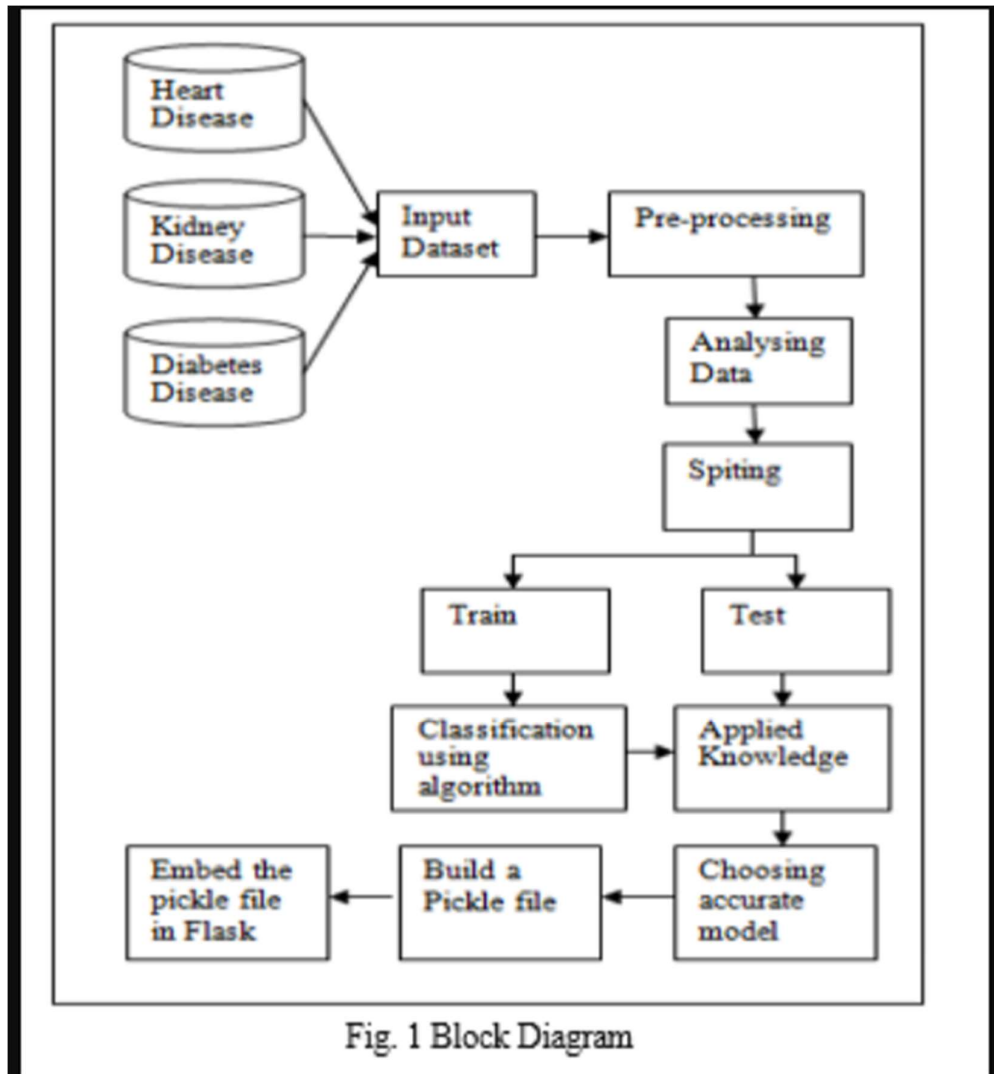 Heart
Disease
Kidney
Disease
Diabetes
Disease
Input
Dataset
Pre-processing
Analysing
Data
Spiting
Train
Test
Classification
using
algorithm
Applied
Knowledge
Choosing
accurate
model
Build a
Pickle file
Embed the
pickle file
in Flask
Fig. 1 Block Diagram